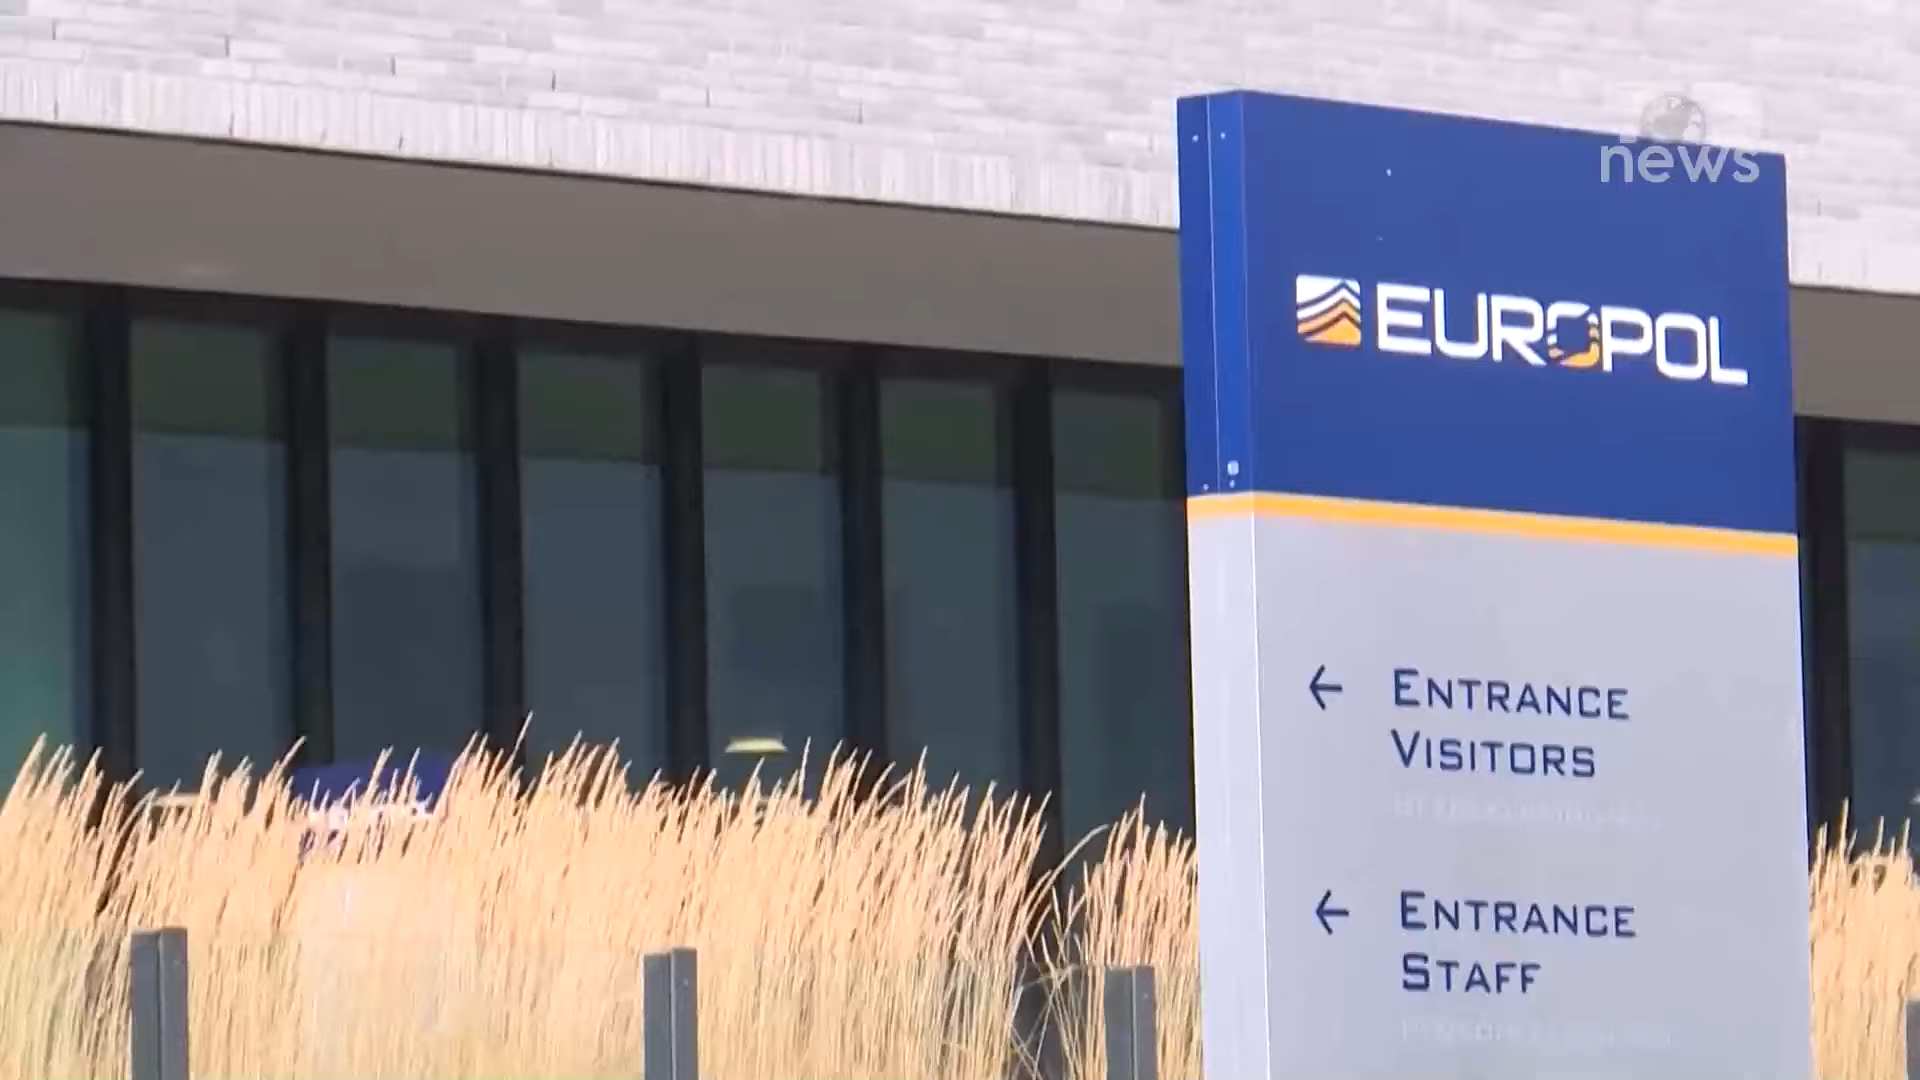 news
EUROPOL
← ENTRANCE
VISITORS
← ENTRANCE
STAFF